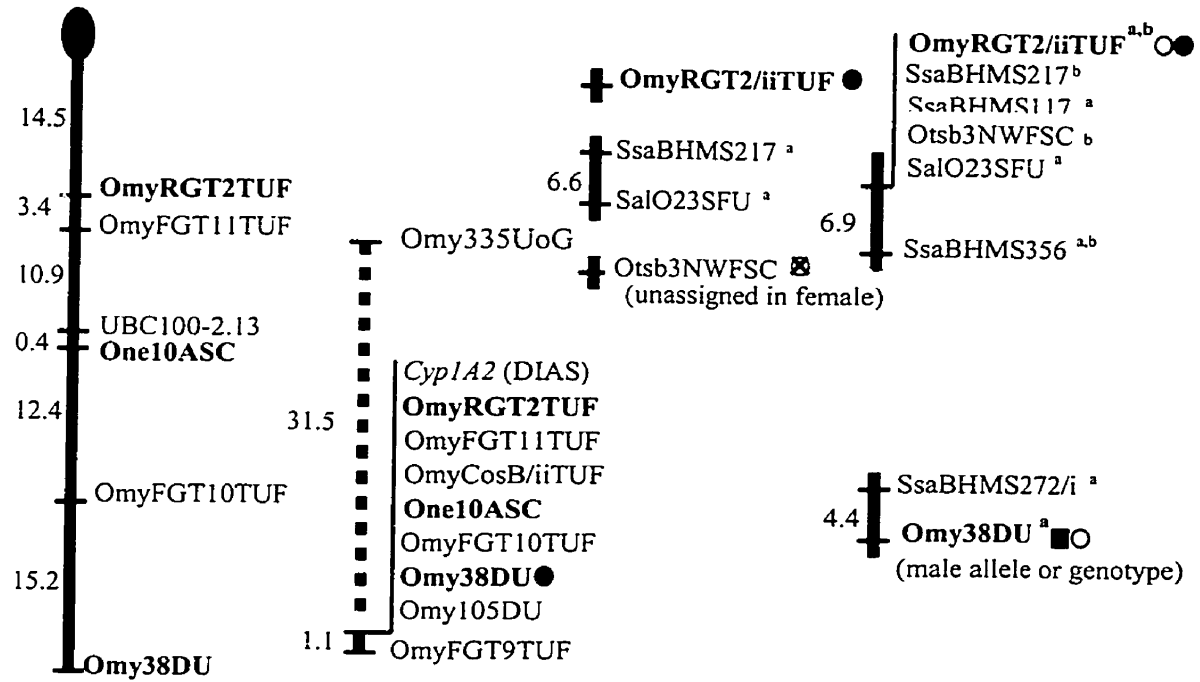 14.5
OmyRGT2TUF
3.4
OmyFGT11TUF
10.9
UBC100-2.13
0.4
One10ASC
12.4
OmyFGT10TUF
15.2
Omy38DU
Omy335UoG
31.5
Cyp1A2 (DIAS)
OmyRGT2TUF
OmyFGT11TUF
OmyCosB/iiTUF
One10ASC
OmyFGT10TUF
Omy38DU
Omy105DU
1.1
OmyFGT9TUF
OmyRGT2/iiTUF
SsaBHMS217 a
6.6
SalO23SFU a
Otsb3NWFSC
(unassigned in female)
OmyRGT2/iiTUF a,b
SsaBHMS217 b
SsaBHMS117 a
Otsb3NWFSC b
SalO23SFU a
6.9
SsaBHMS356 a,b
SsaBHMS272/i a
4.4
Omy38DU a
(male allele or genotype)